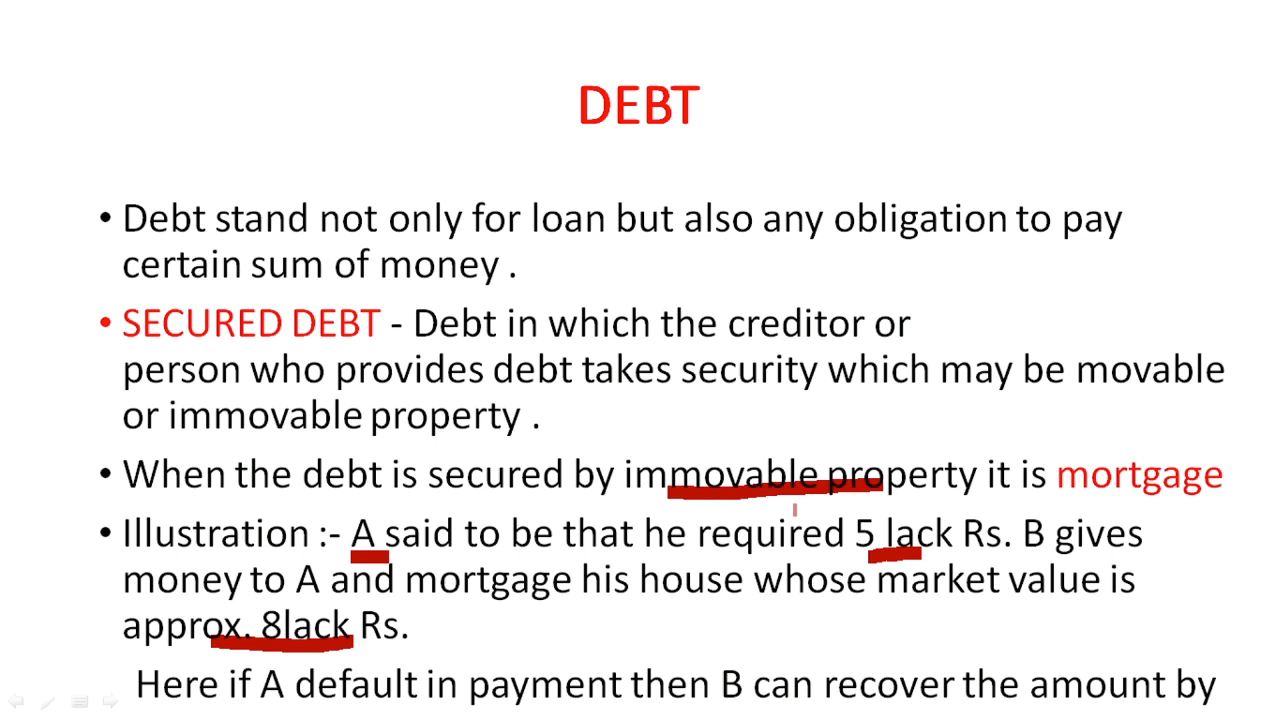 DEBT
• Debt stand not only for loan but also any obligation to pay
certain sum of money .
• SECURED DEBT - Debt in which the creditor or
person who provides debt takes security which may be movable
or immovable property .
• When the debt is secured by immovable property it is mortgage
• Illustration :- A said to be that he required 5 lack Rs. B gives
money to A and mortgage his house whose market value is
approx. 8lack Rs.
Here if A default in payment then B can recover the amount by